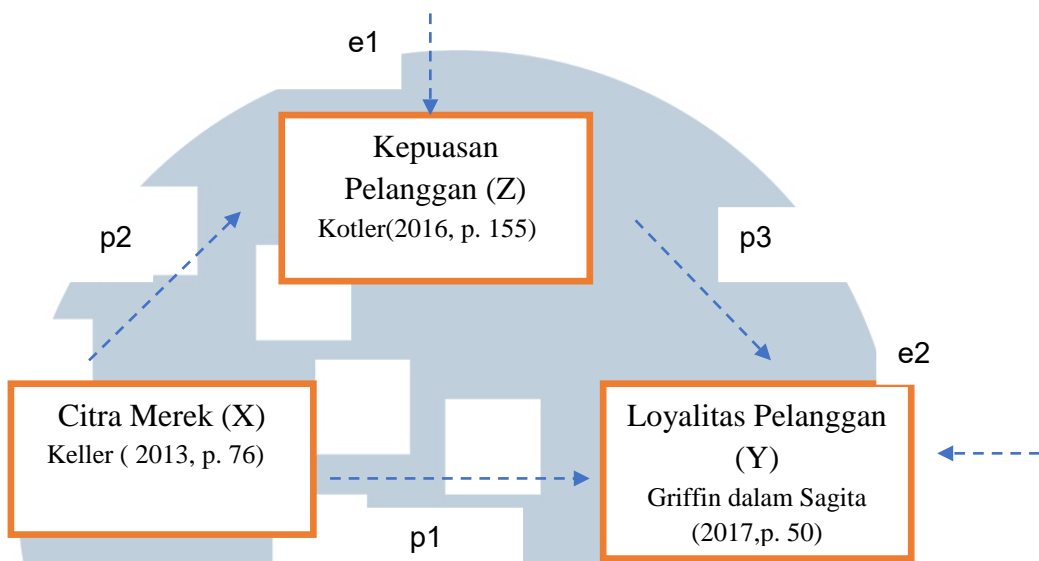 e1
Kepuasan
Pelanggan (Z)
Kotler(2016, p. 155)
p2
p3
e2
Citra Merek (X)
Keller ( 2013, p. 76)
Loyalitas Pelanggan
(Y)
Griffin dalam Sagita
(2017,p. 50)
p1